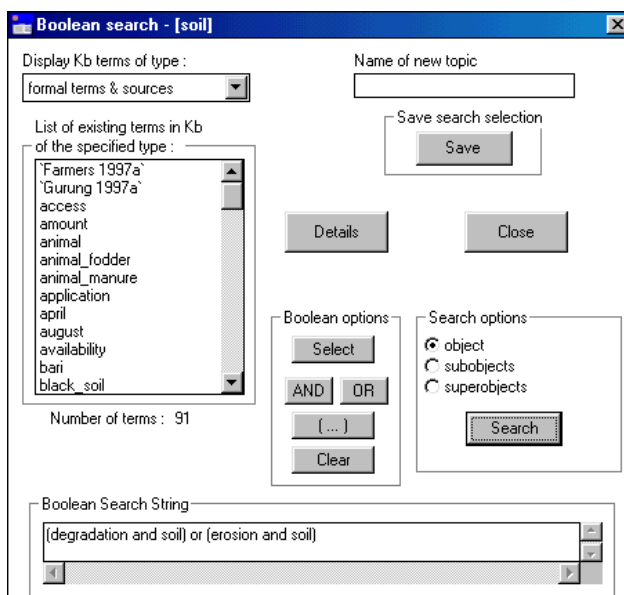 Boolean search - [soil]
Display Kb terms of type :
formal terms & sources
Name of new topic
Save search selection
Save
List of existing terms in Kb
of the specified type :
`Farmers 1997a`
`Gurung 1997a`
access
amount
animal
animal_fodder
animal_manure
application
april
august
availability
bari
black_soil
Number of terms : 91
Details
Close
Boolean options
Select
AND
OR
( ... )
Clear
Search options
object
subobjects
superobjects
Search
Boolean Search String
(degradation and soil) or (erosion and soil)